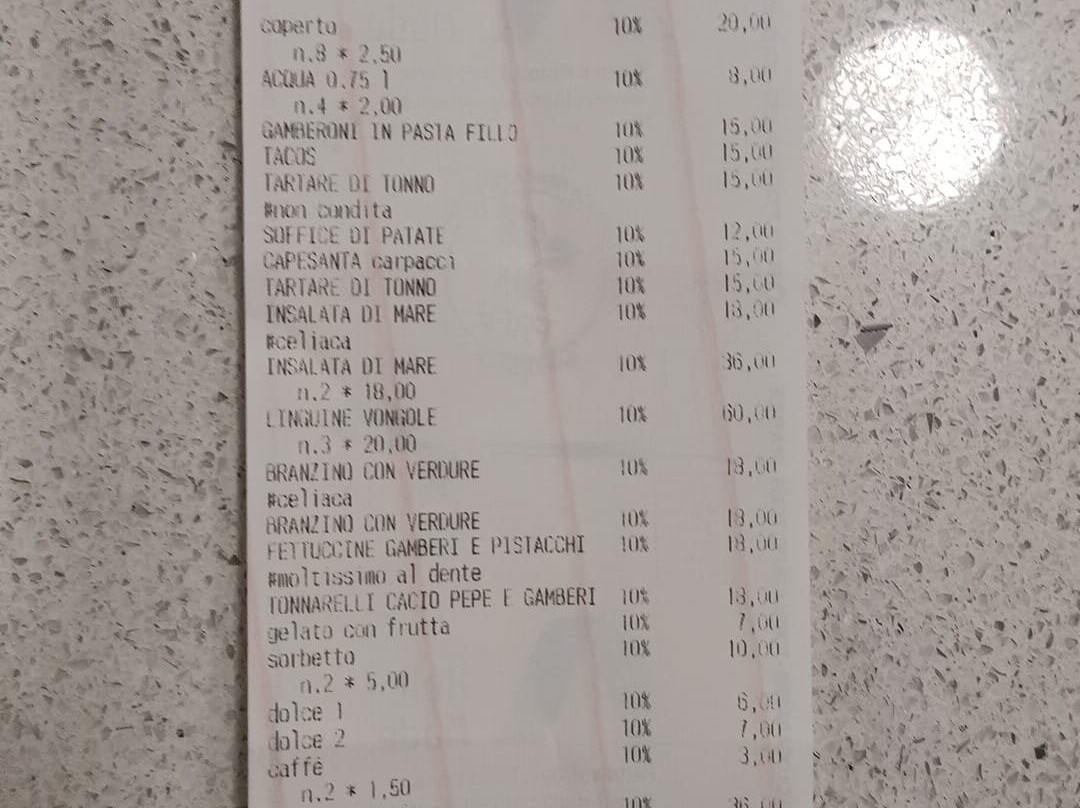 coperto 10% 20,00
n.8 * 2,50
ACQUA 0.75 l 10% 8,00
n.4 * 2,00
GAMBERONI IN PASTA FILLO 10% 15,00
TACOS 10% 15,00
TARTARE DI TONNO 10% 15,00
#non condita
SOFFICE DI PATATE 10% 12,00
CAPESANTA carpacci 10% 15,00
TARTARE DI TONNO 10% 15,00
INSALATA DI MARE 10% 18,00
#celiaca
INSALATA DI MARE 10% 36,00
n.2 * 18,00
LINGUINE VONGOLE 10% 60,00
n.3 * 20,00
BRANZINO CON VERDURE 10% 18,00
#celiaca
BRANZINO CON VERDURE 10% 18,00
FETTUCCINE GAMBERI E PISTACCHI 10% 18,00
#moltissimo al dente
TONNARELLI CACIO PEPE E GAMBERI 10% 18,00
gelato con frutta 10% 7,00
sorbetto 10% 10,00
n.2 * 5,00
dolce 1 10% 6,00
dolce 2 10% 7,00
caffè 10% 3,00
n.2 * 1,50
10% 36,00